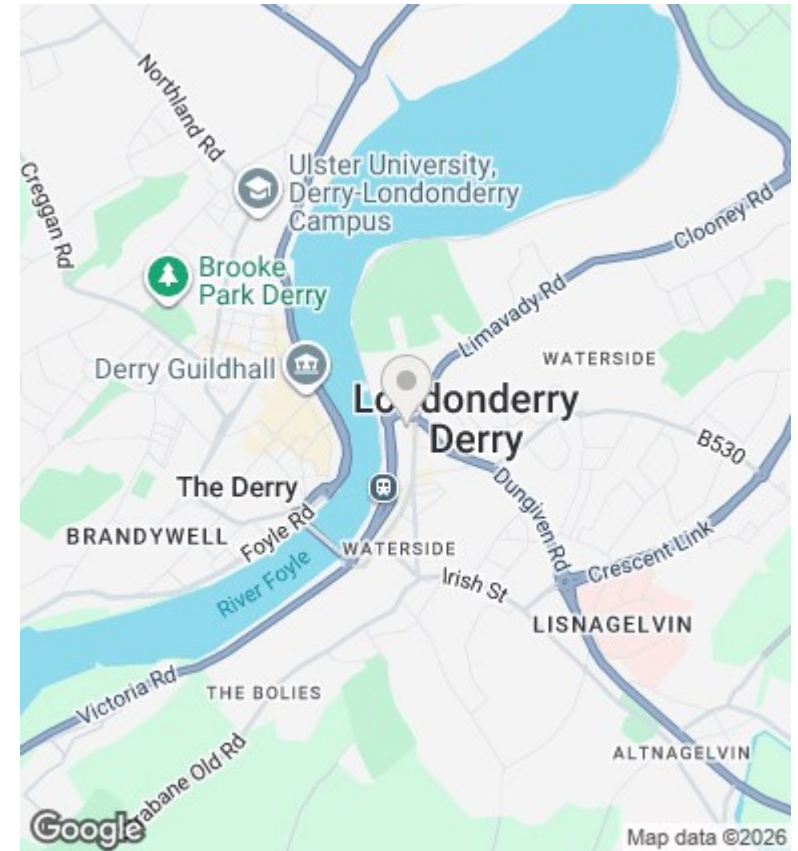 Northland Rd
Creggan Rd
Ulster University,
Derry-Londonderry
Campus
Clooney Rd
Brooke
Park Derry
Limavady Rd
WATERSIDE
Derry Guildhall
Londonderry
Derry
B530
The Derry
Dungiven Rd
BRANDYWELL
Foyle Rd
WATERSIDE
Crescent Link
River Foyle
Irish St
LISNAGELVIN
Victoria Rd
THE BOLIES
ALTNAGELVIN
Old Rd
Google
Map data ©2026